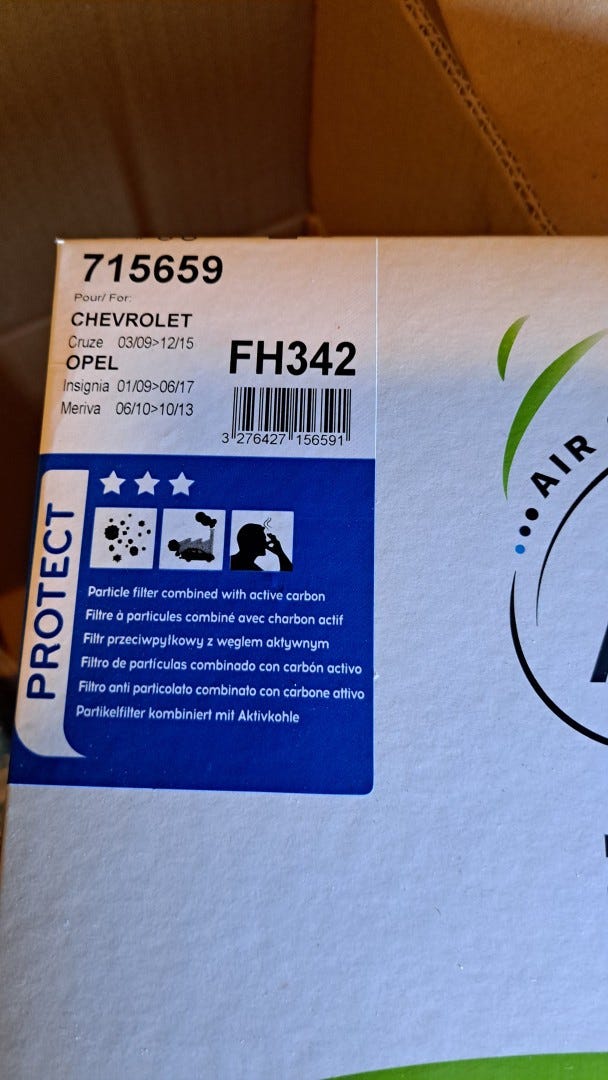 715659
Pour/ For:
CHEVROLET
Cruze 03/09>12/15
OPEL
Insignia 01/09>06/17
Meriva 06/10>10/13
FH342
3 276427 156591
PROTECT
Particle filter combined with active carbon
Filtre à particules combiné avec charbon actif
Filtr przeciwpyłkowy z węglem aktywnym
Filtro de partículas combinado con carbón activo
Filtro anti particolato combinato con carbone attivo
Partikelfilter kombiniert mit Aktivkohle
AIR